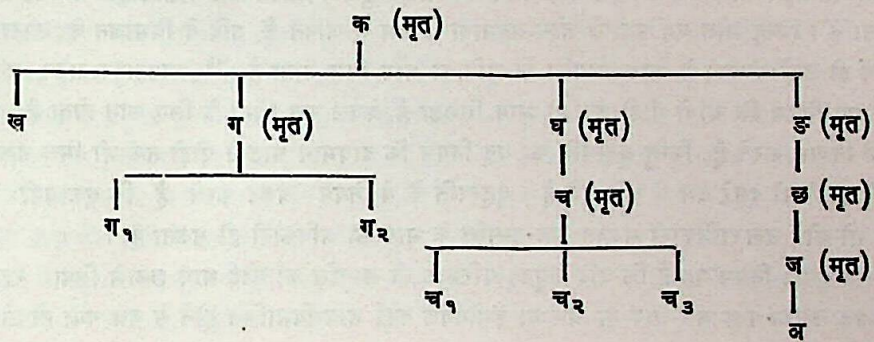 क (मृत)
ख ग (मृत) घ (मृत) ङ (मृत)
ग१ ग२ च (मृत) छ (मृत)
च१ च२ च३ ज (मृत)
ञ